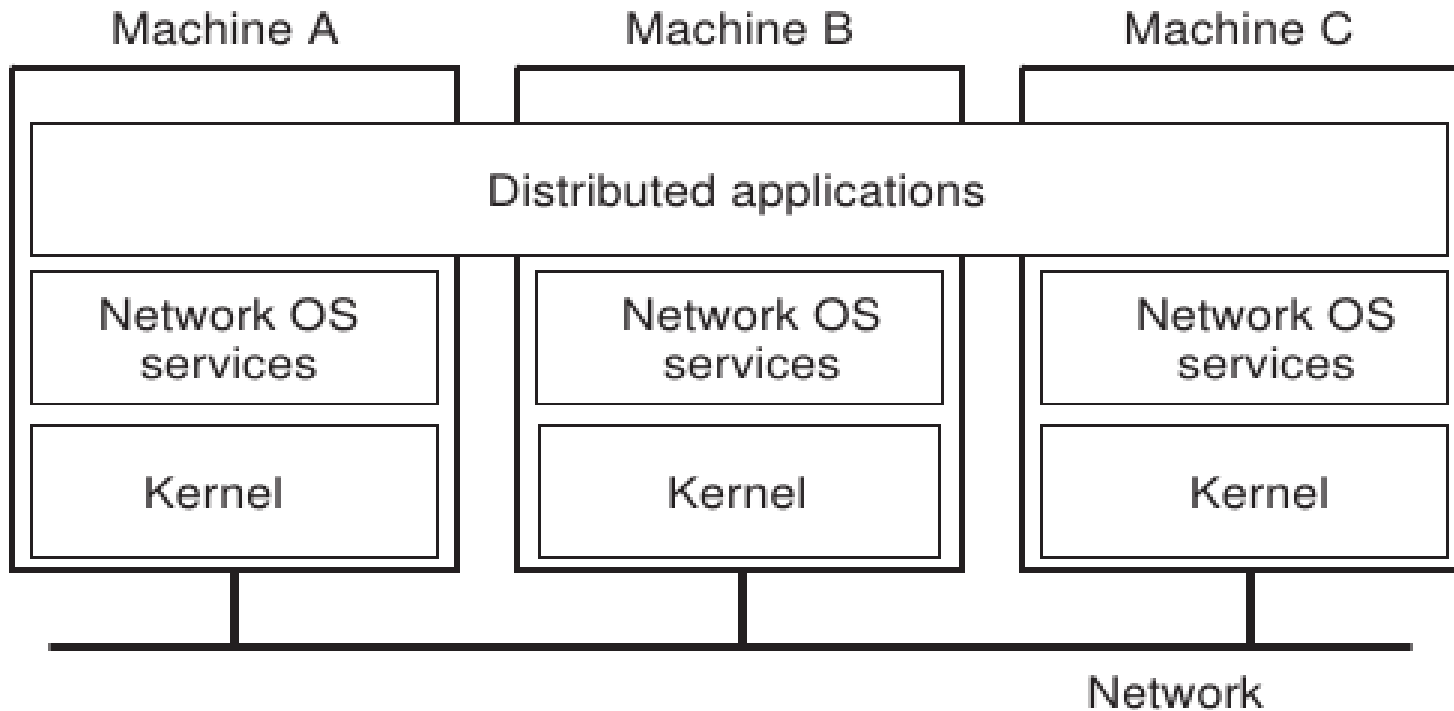 Machine A
Machine B
Machine C
Distributed applications
Network OS
services
Network OS
services
Network OS
services
Kernel
Kernel
Kernel
Network